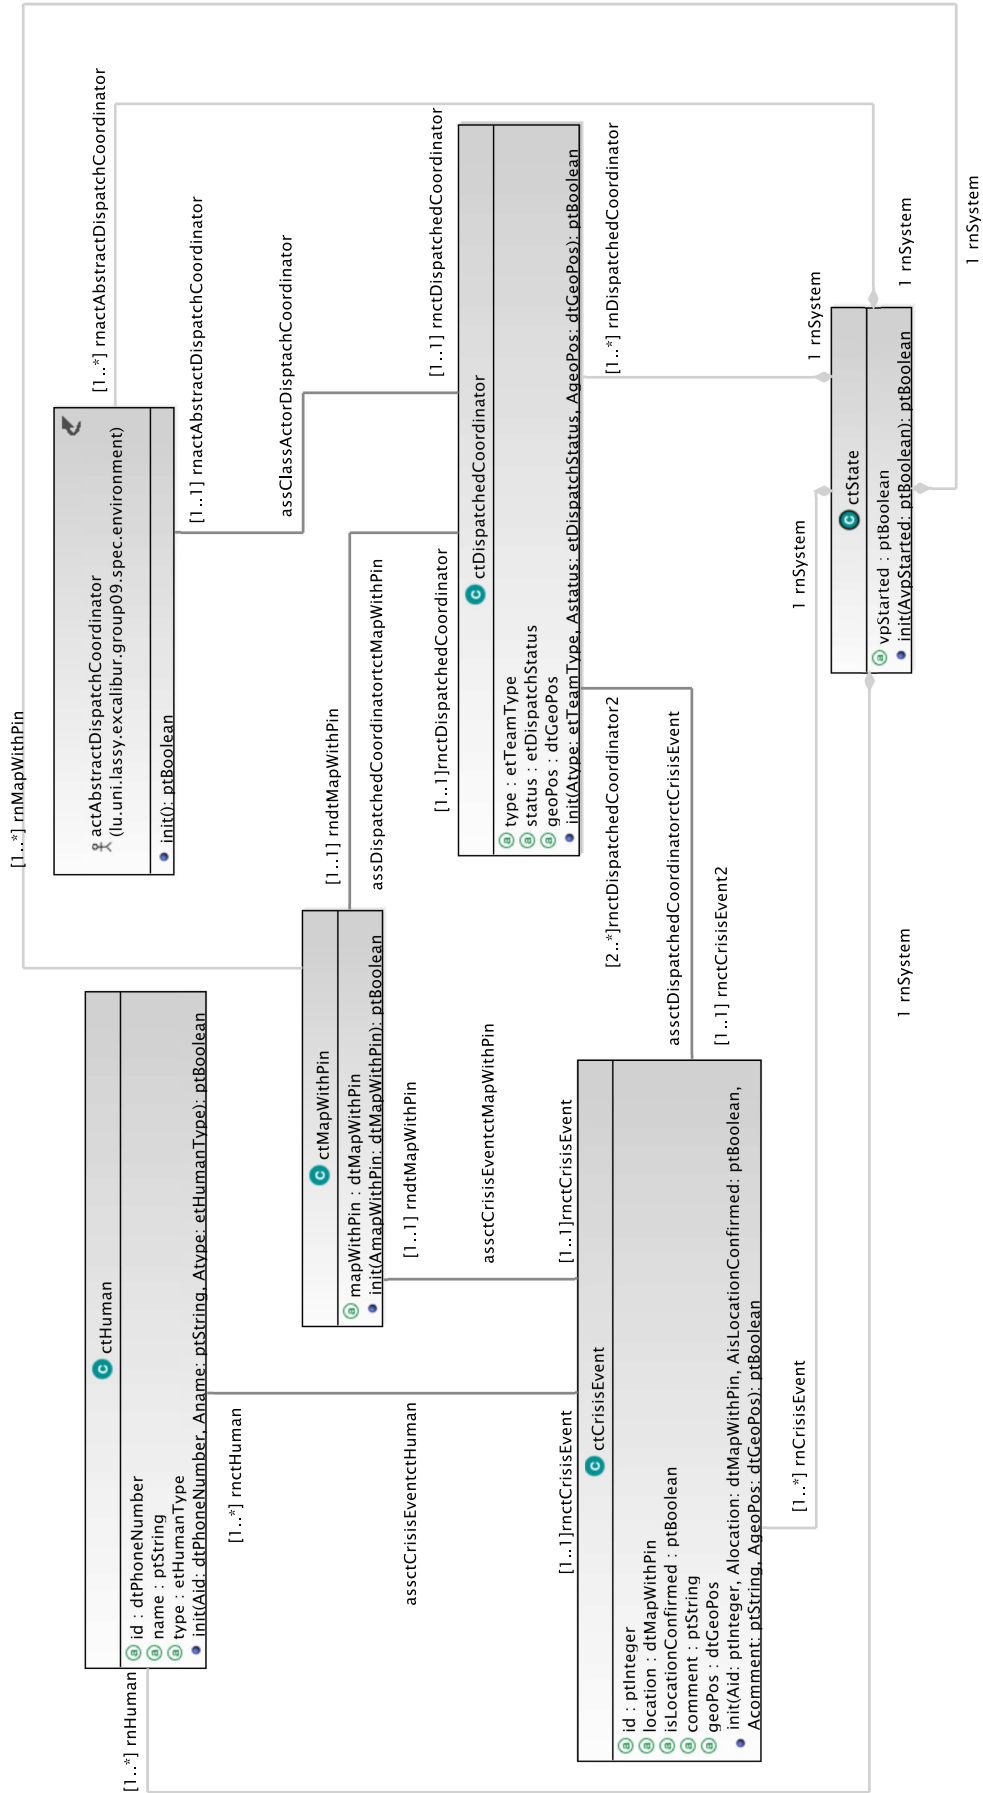 [1..*] rnMapWithPin
[1..*] rnactAbstractDispatchCoordinator
actAbstractDispatchCoordinator
(lu.uni.lassy.excalibur.group09.spec.environment)
init(): ptBoolean
[1..1] rnactAbstractDispatchCoordinator
assClassActorDisptachCoordinator
[1..1] rnctDispatchedCoordinator
ctHuman
id : dtPhoneNumber
name : ptString
type : etHumanType
init(Aid: dtPhoneNumber, Aname: ptString, Atype: etHumanType): ptBoolean
[1..*] rnHuman
[1..*] rnctHuman
assctCrisisEventctHuman
[1..1]rnctCrisisEvent
ctMapWithPin
mapWithPin : dtMapWithPin
init(AmapWithPin: dtMapWithPin): ptBoolean
[1..1] rndtMapWithPin
assDispatchedCoordinatortctMapWithPin
[1..1]rnctDispatchedCoordinator
[1..1] rndtMapWithPin
assctCrisisEventctMapWithPin
[1..1]rnctCrisisEvent
ctDispatchedCoordinator
type : etTeamType
status : etDispatchStatus
geoPos : dtGeoPos
init(Atype: etTeamType, Astatus: etDispatchStatus, AgeoPos: dtGeoPos): ptBoolean
[1..*] rnDispatchedCoordinator
[2..*]rnctDispatchedCoordinator2
assctDispatchedCoordinatorctCrisisEvent
[1..1] rnctCrisisEvent2
ctCrisisEvent
id : ptInteger
location : dtMapWithPin
isLocationConfirmed : ptBoolean
comment : ptString
geoPos : dtGeoPos
init(Aid: ptInteger, Alocation: dtMapWithPin, AisLocationConfirmed: ptBoolean,
Acomment: ptString, AgeoPos: dtGeoPos): ptBoolean
[1..*] rnCrisisEvent
1 rnSystem
1 rnSystem
ctState
vpStarted : ptBoolean
init(AvpStarted: ptBoolean): ptBoolean
1 rnSystem
1 rnSystem
1 rnSystem